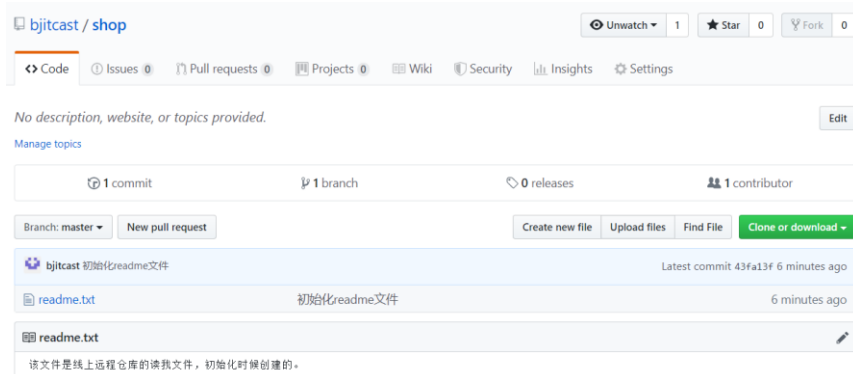 bjitcast / shop
Unwatch 1 Star 0 Fork 0
Code Issues 0 Pull requests 0 Projects 0 Wiki Security Insights Settings
No description, website, or topics provided. Edit
Manage topics
1 commit 1 branch 0 releases 1 contributor
Branch: master New pull request Create new file Upload files Find File Clone or download
bjitcast 初始化readme文件 Latest commit 43fa13f 6 minutes ago
readme.txt 初始化readme文件 6 minutes ago
readme.txt
该文件是线上远程仓库的读我文件，初始化时候创建的。